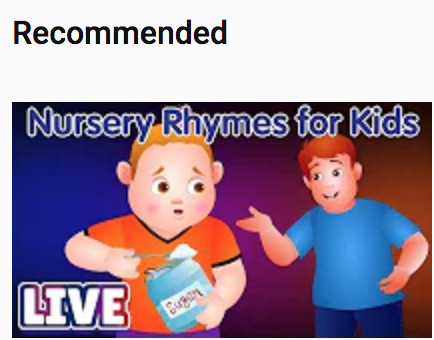 Recommended
Nursery Rhymes for Kids
Sugar
LIVE